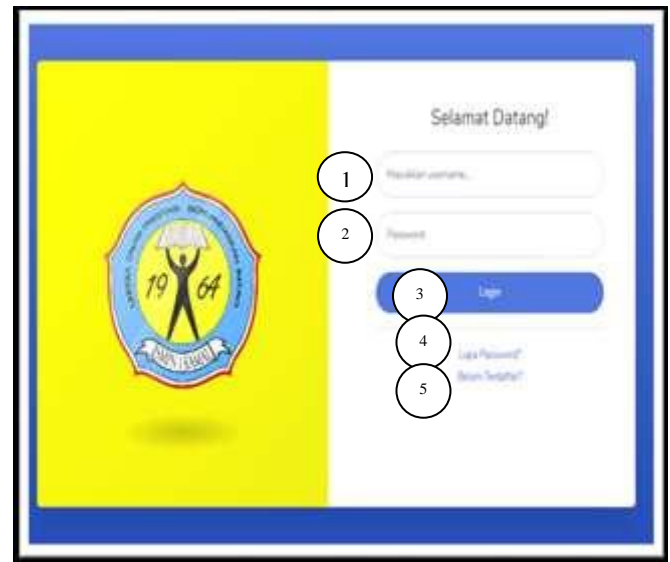 Selamat Datang!
1
Masukkan username...
2
Password
3
Login
4
Lupa Password?
5
Belum Terdaftar?
19 64